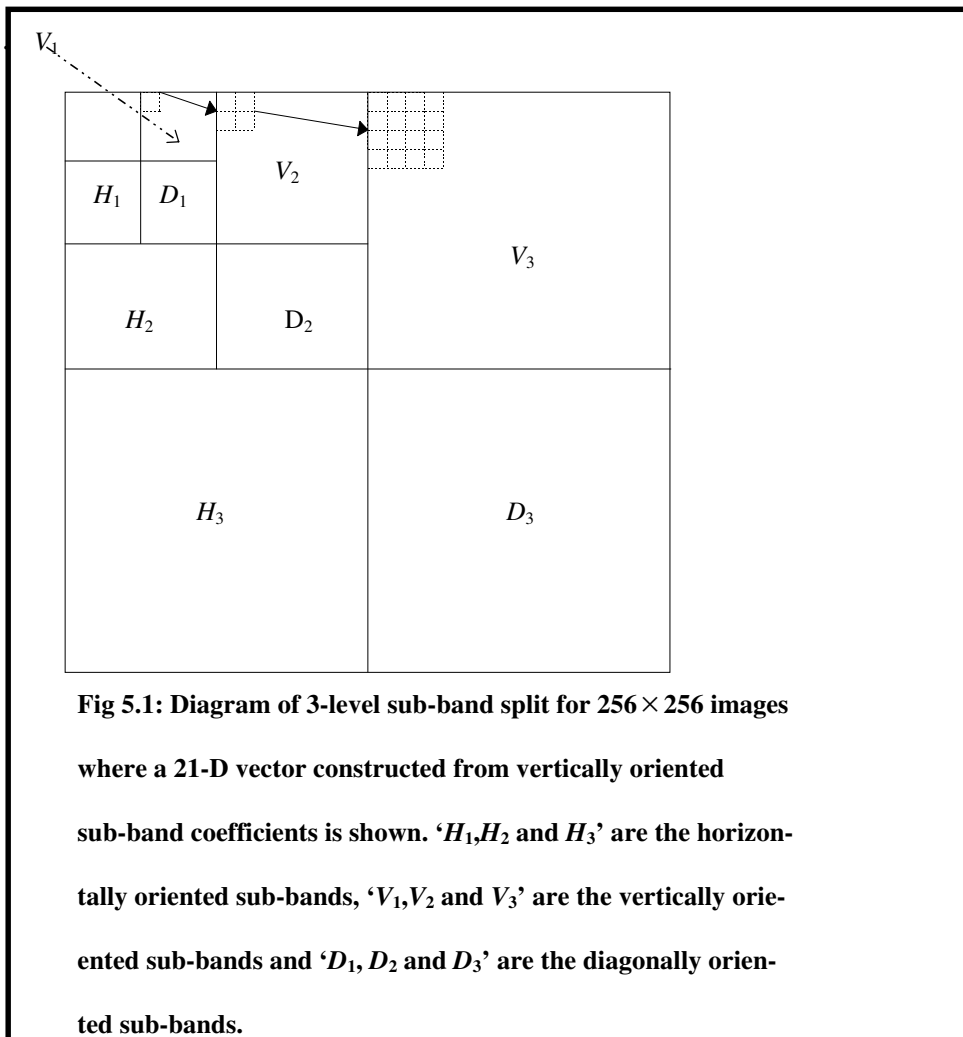 V₁
V₂
H₁ D₁
V₃
H₂ D₂
H₃ D₃
Fig 5.1: Diagram of 3-level sub-band split for 256×256 images
where a 21-D vector constructed from vertically oriented
sub-band coefficients is shown. ‘H₁,H₂ and H₃’ are the horizon-
tally oriented sub-bands, ‘V₁,V₂ and V₃’ are the vertically orie-
ented sub-bands and ‘D₁, D₂ and D₃’ are the diagonally orien-
ted sub-bands.